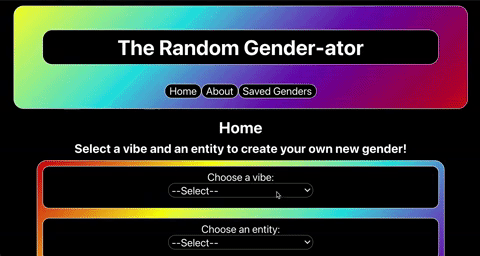 The Random Gender-ator
Home About Saved Genders
Home
Select a vibe and an entity to create your own new gender!
Choose a vibe:
--Select--
Choose an entity:
--Select--